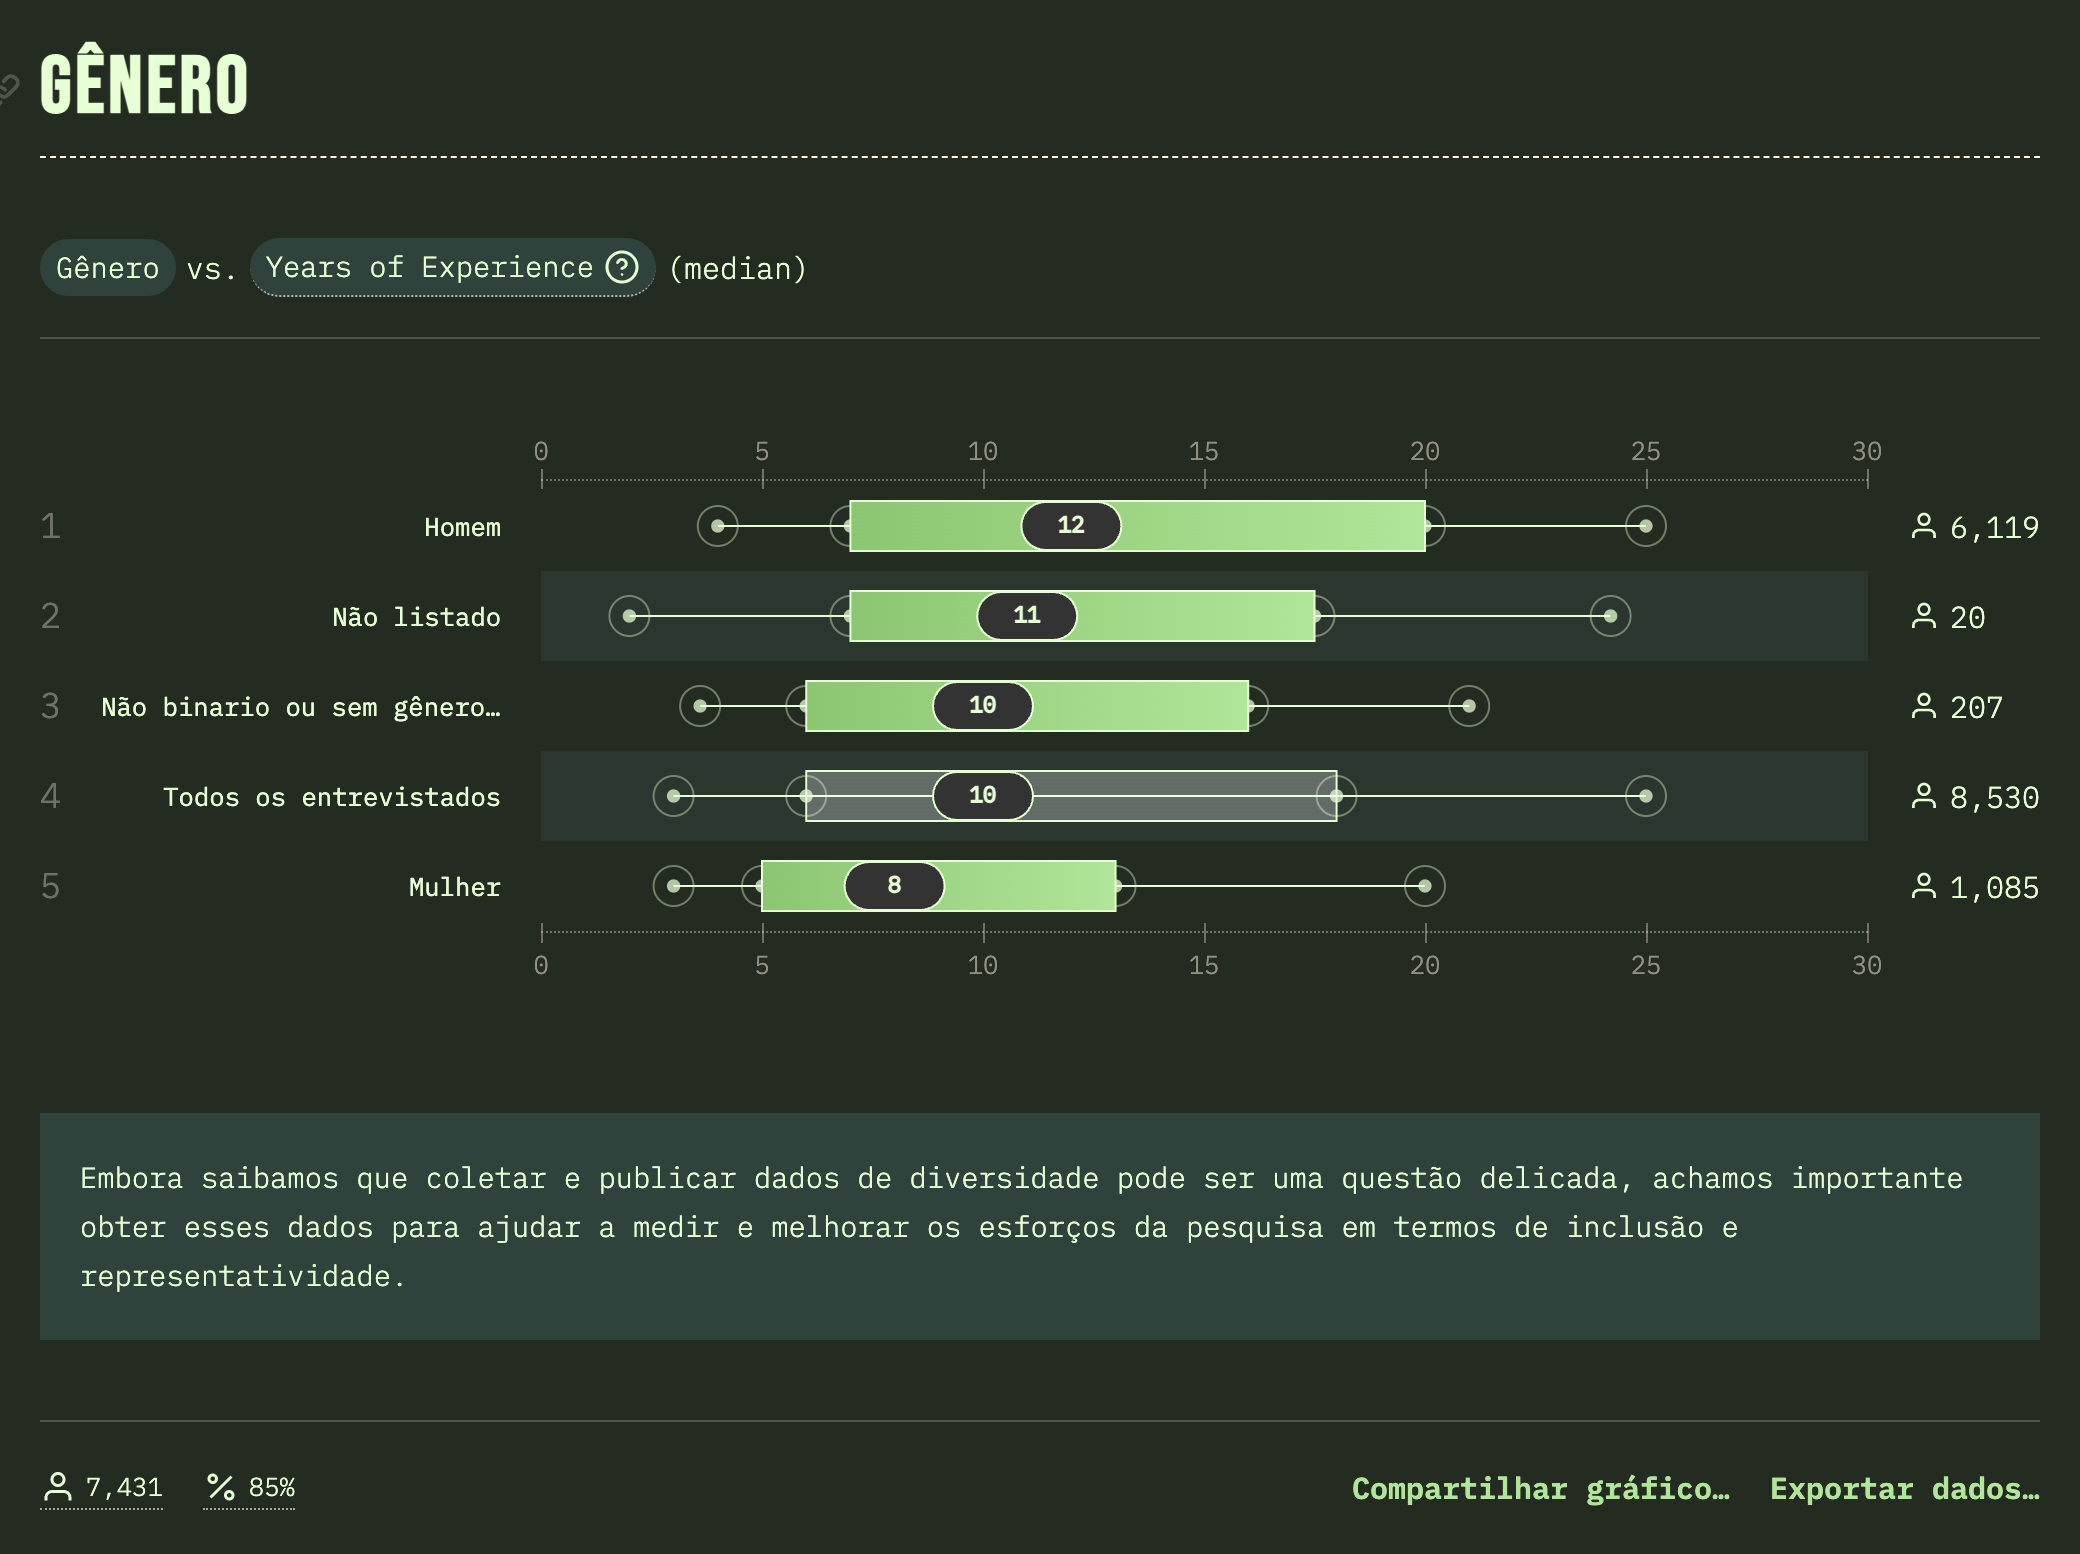 GÊNERO
Gênero vs. Years of Experience (median)
0 5 10 15 20 25 30
1 Homem 12 6,119
2 Não listado 11 20
3 Não binario ou sem gênero… 10 207
4 Todos os entrevistados 10 8,530
5 Mulher 8 1,085
0 5 10 15 20 25 30
Embora saibamos que coletar e publicar dados de diversidade pode ser uma questão delicada, achamos importante
obter esses dados para ajudar a medir e melhorar os esforços da pesquisa em termos de inclusão e
representatividade.
7,431 85% Compartilhar gráfico… Exportar dados…